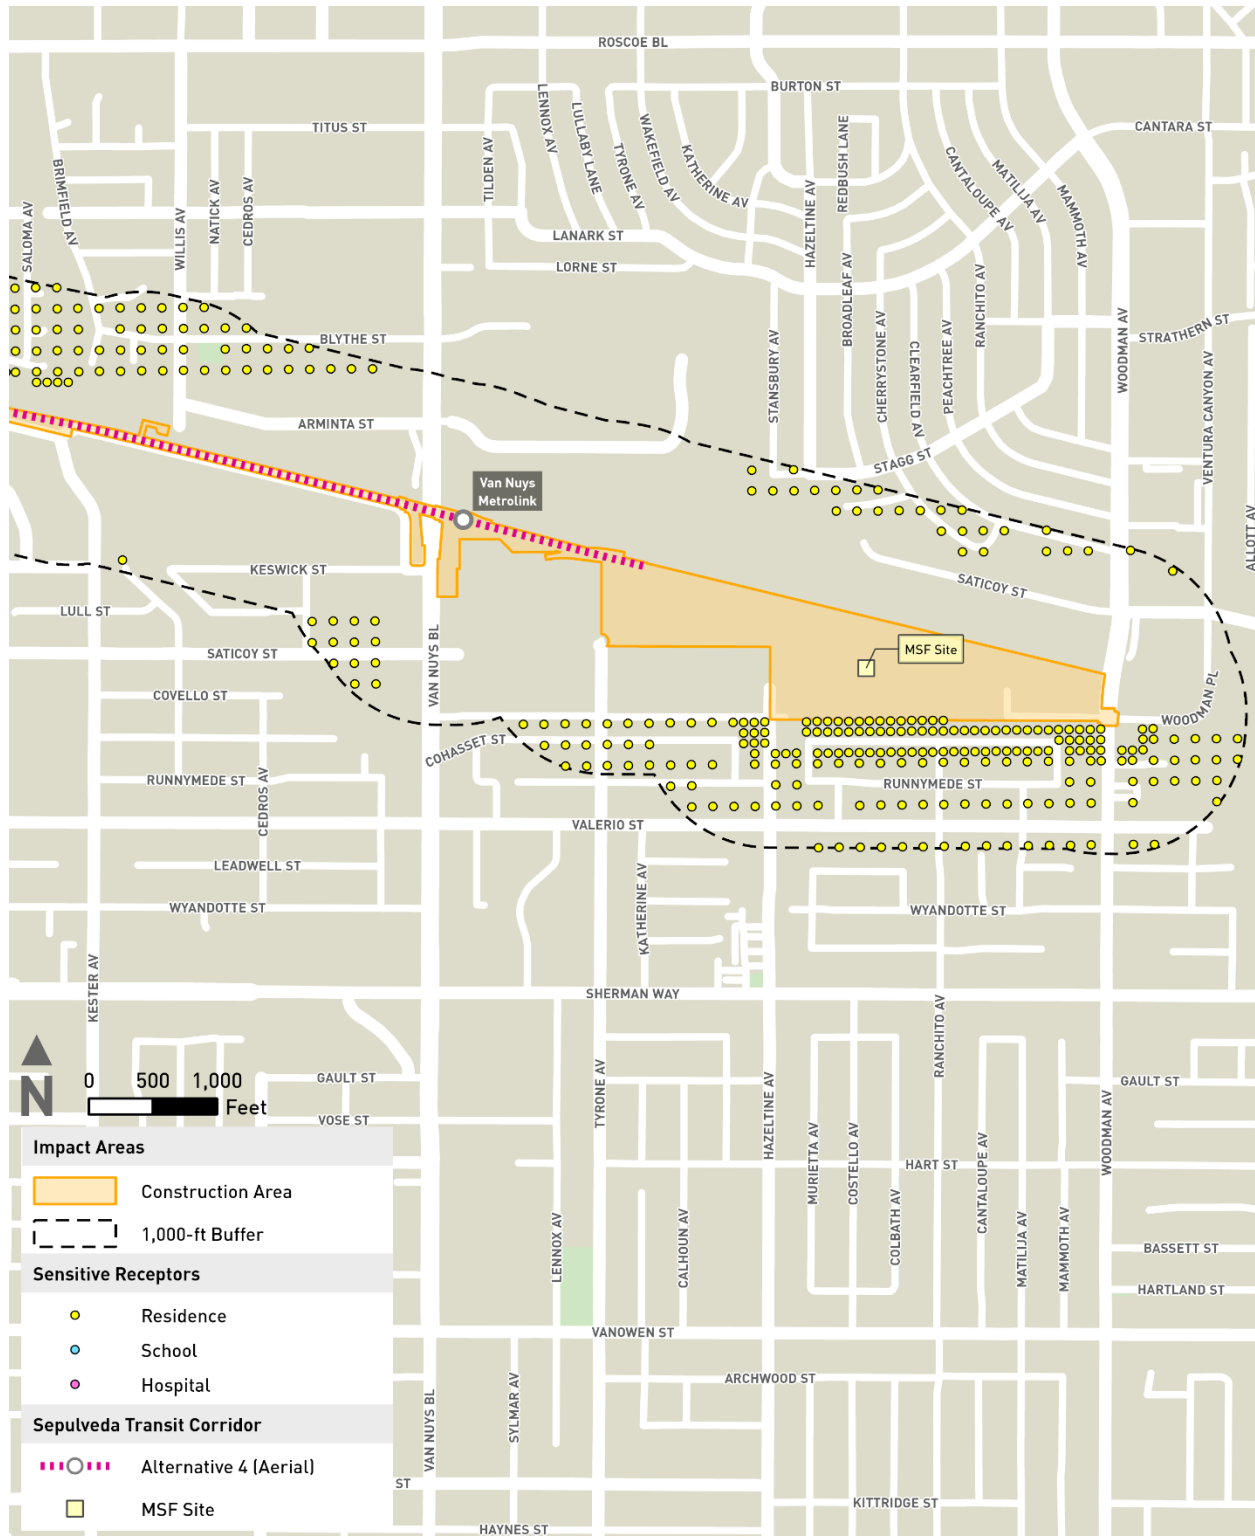 ROSCOE BL
BURTON ST
TITUS ST
CANTARA ST
LENNOX AV
LULLABY LANE
TYRONE AV
WAKEFIELD AV
KATHERINE AV
REDBUSH LANE
CANTALOUPE AV
MATILIJA AV
MAMMOTH AV
TILDEN AV
BRIMFIELD AV
SALOMA AV
WILLIS AV
NATICK AV
CEDROS AV
HAZELTINE AV
LANARK ST
LORNE ST
BROADLEAF AV
CHERRYSTONE AV
CLEARFIELD AV
PEACHTREE AV
RANCHITO AV
WOODMAN AV
STRATHERN ST
VENTURA CANYON AV
STANSBURY AV
BLYTHE ST
ARMINTA ST
STAGG ST
Van Nuys
Metrolink
ALLOTT AV
KESWICK ST
SATICOY ST
LULL ST
SATICOY ST
VAN NUYS BL
MSF Site
COVELLO ST
WOODMAN PL
COHASSET ST
RUNNYMEDE ST
CEDROS AV
RUNNYMEDE ST
VALERIO ST
LEADWELL ST
KATHERINE AV
WYANDOTTE ST
WYANDOTTE ST
KESTER AV
SHERMAN WAY
RANCHITO AV
N
0 500 1,000
Feet
GAULT ST
GAULT ST
TYRONE AV
HAZELTINE AV
VOSE ST
MURIETTA AV
COSTELLO AV
HART ST
CANTALOUPE AV
WOODMAN AV
COLBATH AV
LENNOX AV
CALHOUN AV
MATILIJA AV
MAMMOTH AV
BASSETT ST
HARTLAND ST
VANOWEN ST
ARCHWOOD ST
VAN NUYS BL
SYLMAR AV
ST
KITTRIDGE ST
HAYNES ST
Impact Areas
Construction Area
1,000-ft Buffer
Sensitive Receptors
Residence
School
Hospital
Sepulveda Transit Corridor
Alternative 4 (Aerial)
MSF Site